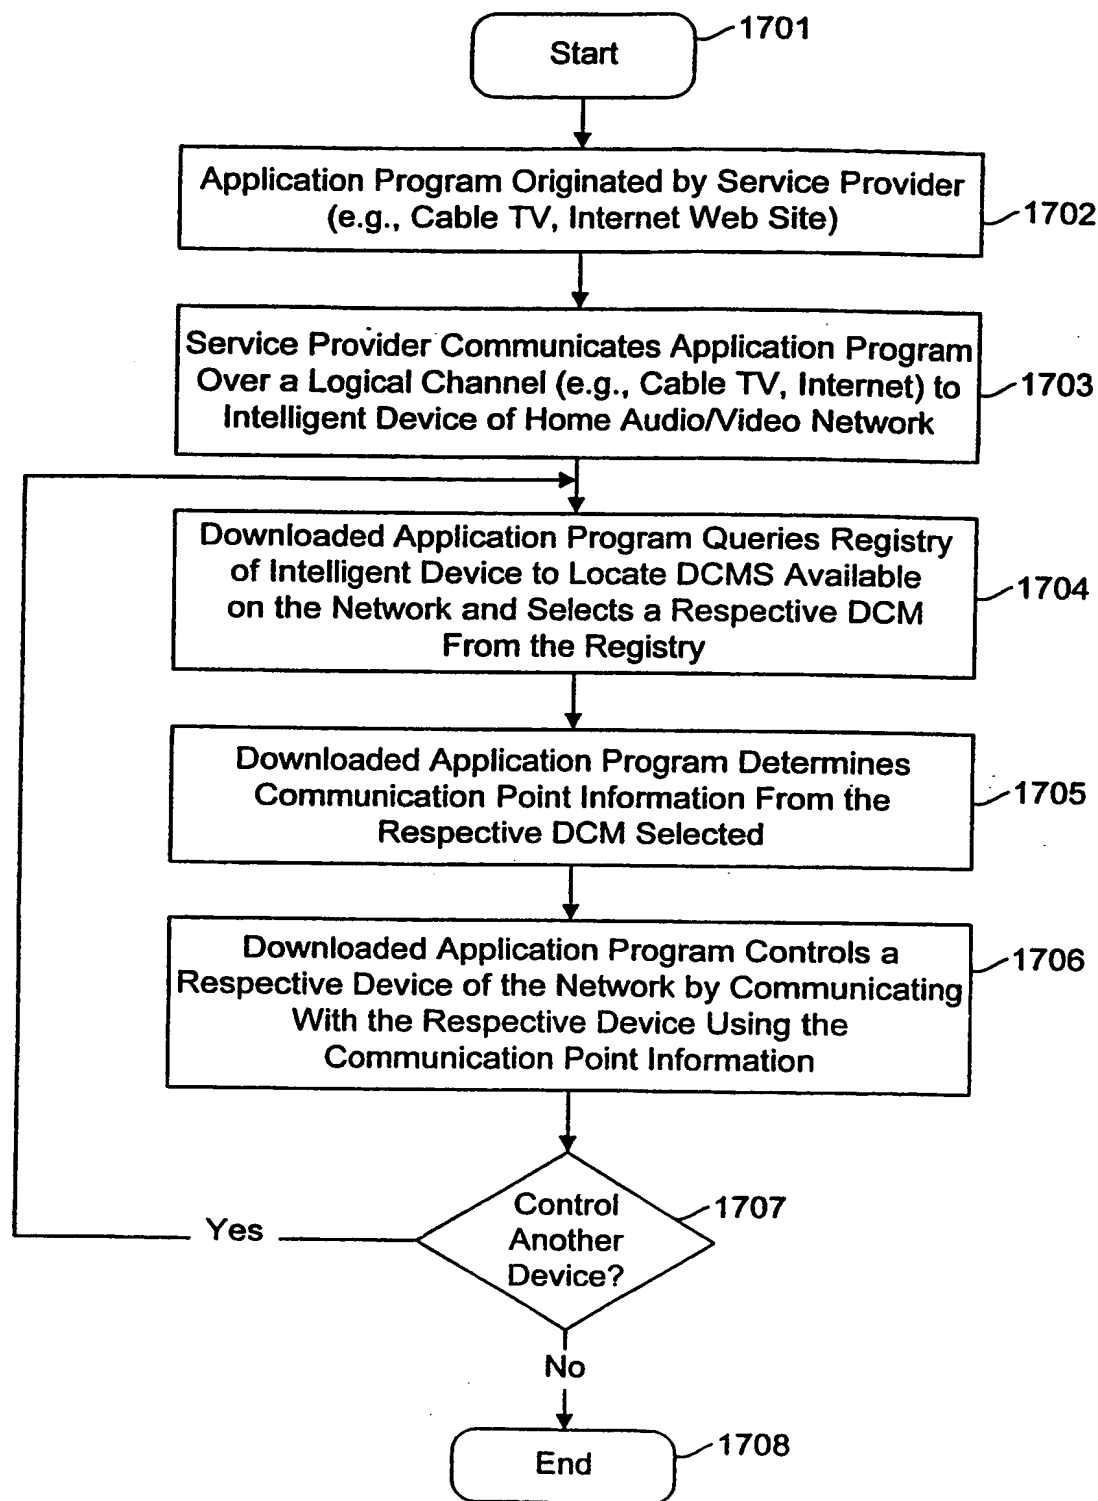 Start
1701
Application Program Originated by Service Provider
(e.g., Cable TV, Internet Web Site)
1702
Service Provider Communicates Application Program
Over a Logical Channel (e.g., Cable TV, Internet) to
Intelligent Device of Home Audio/Video Network
1703
Downloaded Application Program Queries Registry
of Intelligent Device to Locate DCMS Available
on the Network and Selects a Respective DCM
From the Registry
1704
Downloaded Application Program Determines
Communication Point Information From the
Respective DCM Selected
1705
Downloaded Application Program Controls a
Respective Device of the Network by Communicating
With the Respective Device Using the
Communication Point Information
1706
Control
Another
Device?
1707
Yes
No
End
1708